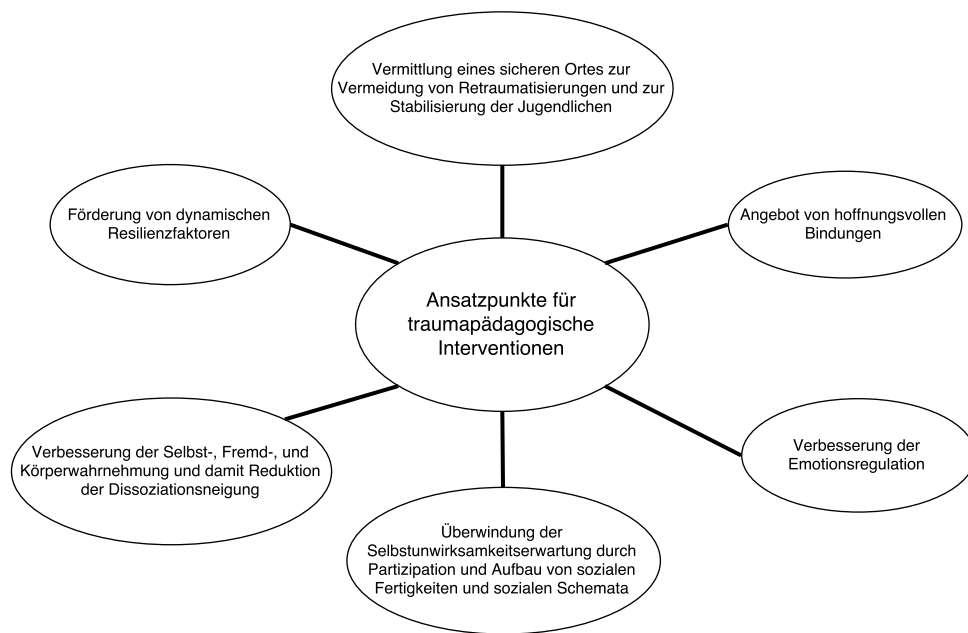 Vermittlung eines sicheren Ortes zur
Vermeidung von Retraumatisierungen und zur
Stabilisierung der Jugendlichen
Förderung von dynamischen
Resilienzfaktoren
Angebot von hoffnungsvollen
Bindungen
Ansatzpunkte für
traumapädagogische
Interventionen
Verbesserung der Selbst-, Fremd-, und
Körperwahrnehmung und damit Reduktion
der Dissoziationsneigung
Verbesserung der
Emotionsregulation
Überwindung der
Selbstunwirksamkeitserwartung durch
Partizipation und Aufbau von sozialen
Fertigkeiten und sozialen Schemata